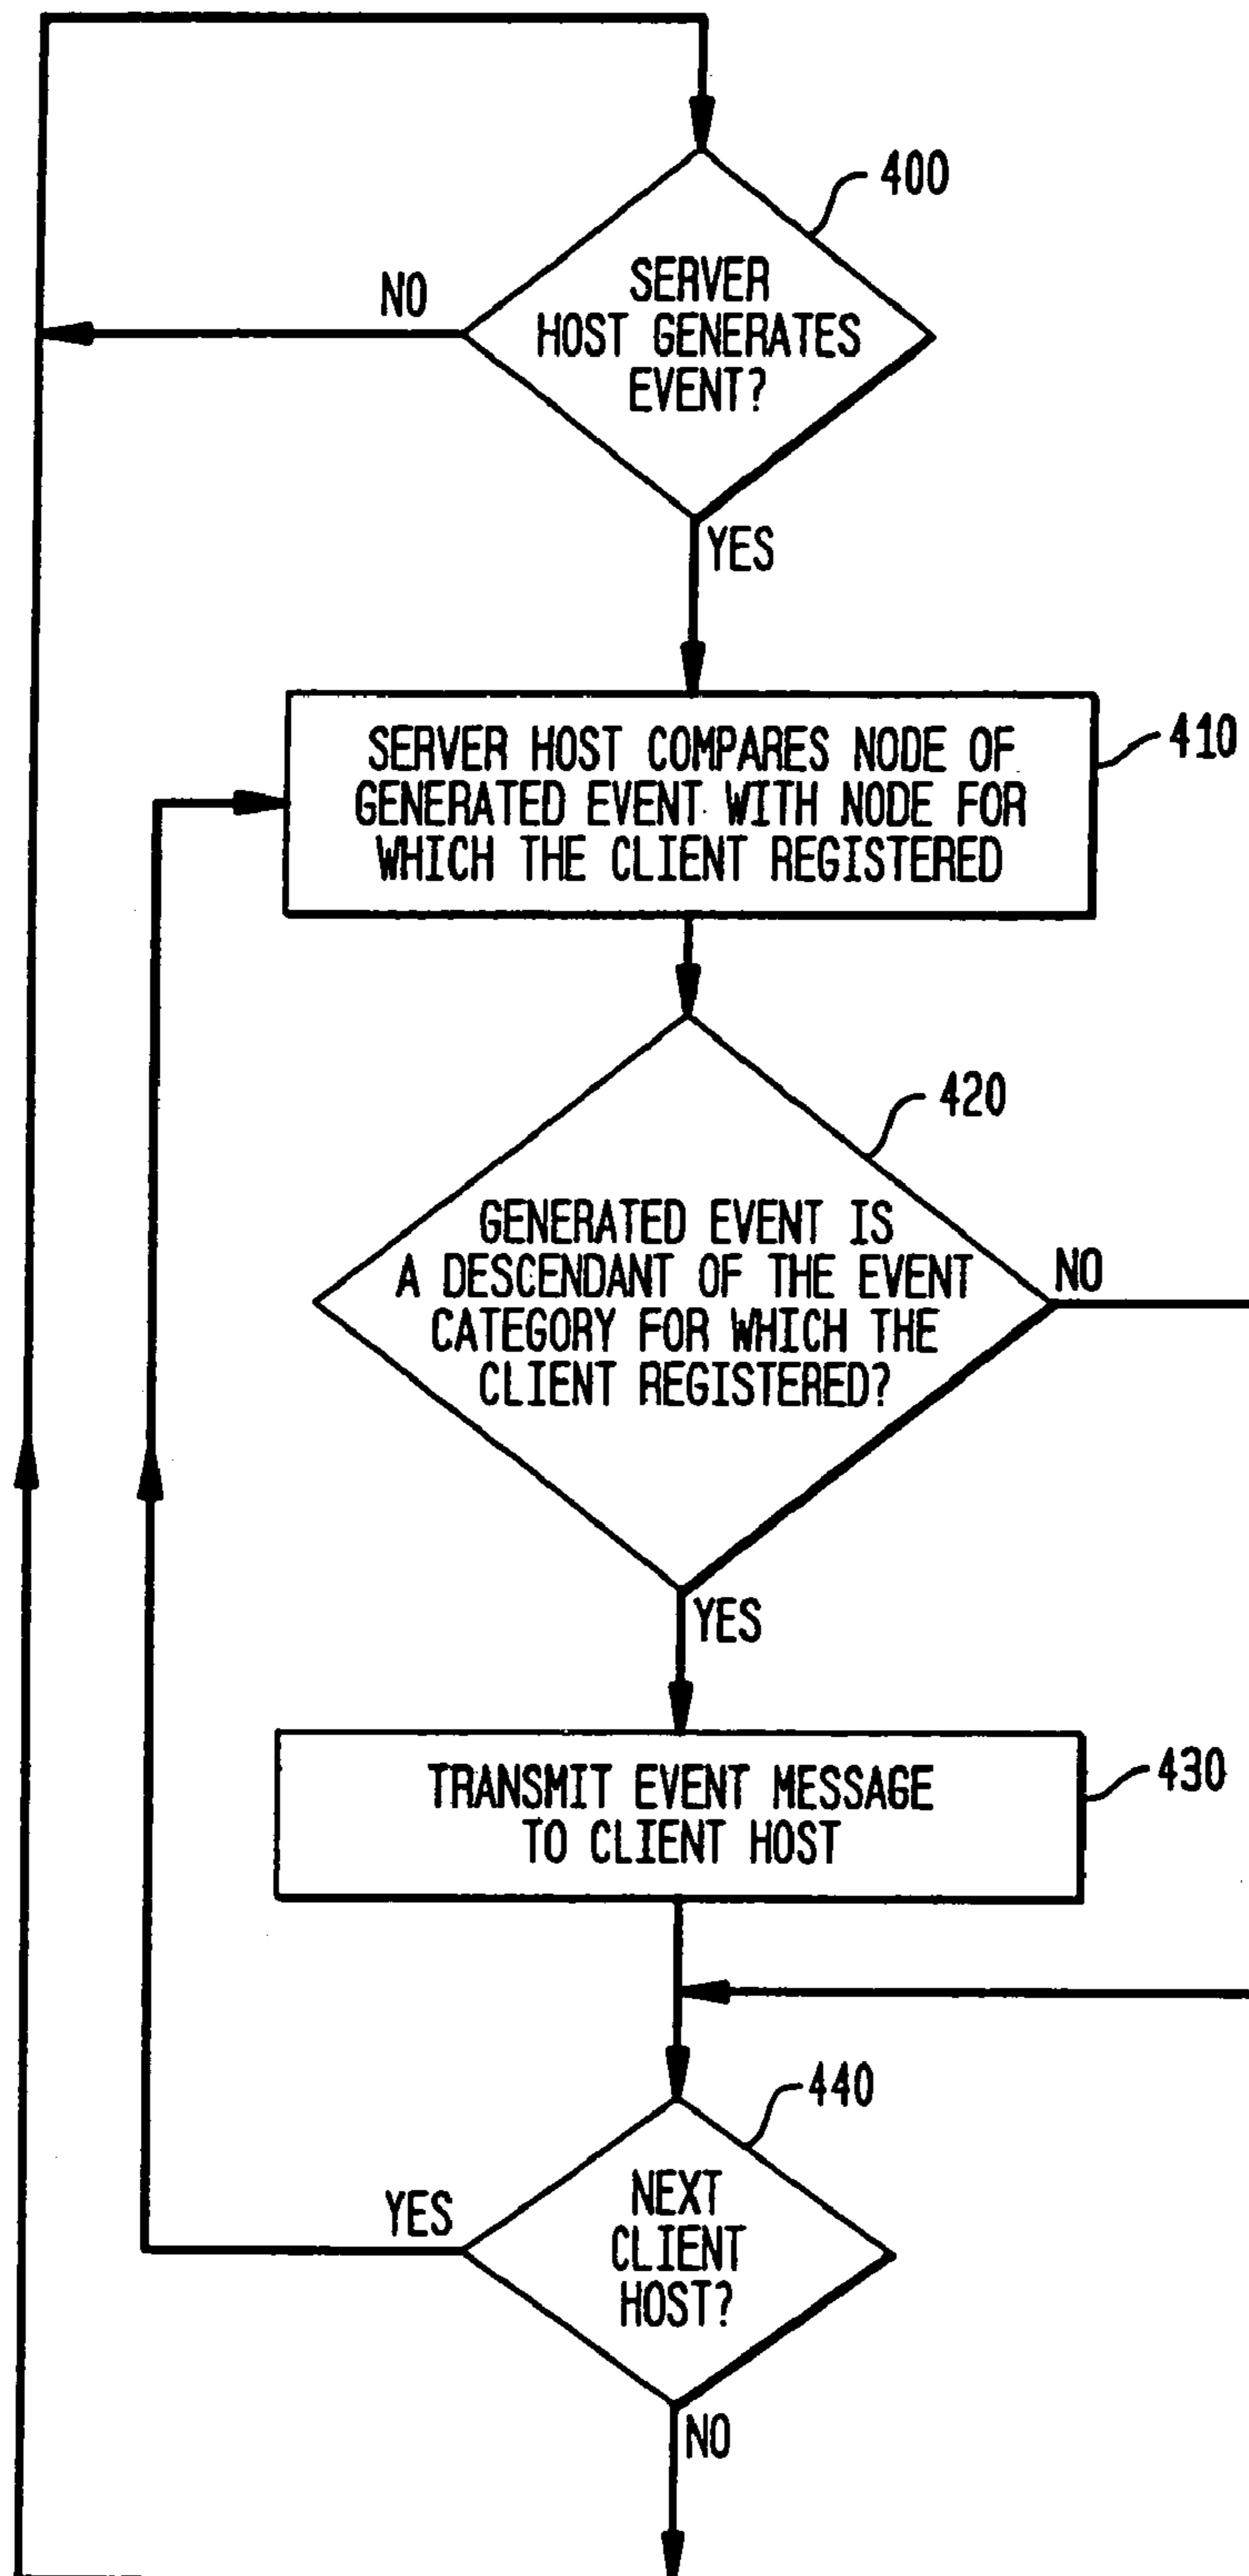 400
SERVER
HOST GENERATES
EVENT?
NO
YES
SERVER HOST COMPARES NODE OF
GENERATED EVENT WITH NODE FOR
WHICH THE CLIENT REGISTERED
410
420
GENERATED EVENT IS
A DESCENDANT OF THE EVENT
CATEGORY FOR WHICH THE
CLIENT REGISTERED?
NO
YES
TRANSMIT EVENT MESSAGE
TO CLIENT HOST
430
440
NEXT
CLIENT
HOST?
YES
NO